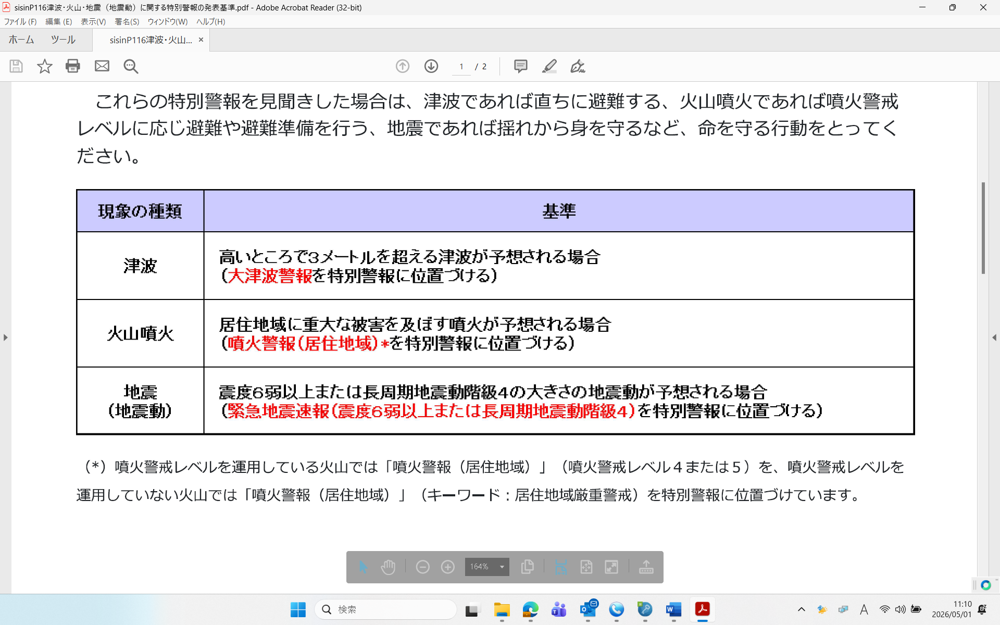 sisinP116津波・火山・地震（地震動）に関する特別警報の発表基準.pdf - Adobe Acrobat Reader (32-bit)
ファイル(F) 編集(E) 表示(V) 署名(S) ウィンドウ(W) ヘルプ(H)
ホーム ツール sisinP116津波・火山... ×
1 / 2
これらの特別警報を見聞きした場合は、津波であれば直ちに避難する、火山噴火であれば噴火警戒
レベルに応じ避難や避難準備を行う、地震であれば揺れから身を守るなど、命を守る行動をとってく
ださい。
現象の種類 基準
津波
高いところで3メートルを超える津波が予想される場合
(大津波警報を特別警報に位置づける)
火山噴火
居住地域に重大な被害を及ぼす噴火が予想される場合
(噴火警報(居住地域)*を特別警報に位置づける)
地震
(地震動)
震度6弱以上または長周期地震動階級4の大きさの地震動が予想される場合
(緊急地震速報(震度6弱以上または長周期地震動階級4)を特別警報に位置づける)
（*）噴火警戒レベルを運用している火山では「噴火警報（居住地域）」（噴火警戒レベル４または５）を、噴火警戒レベルを
運用していない火山では「噴火警報（居住地域）」（キーワード：居住地域厳重警戒）を特別警報に位置づけています。
164%
検索
A
11:10
2026/05/01